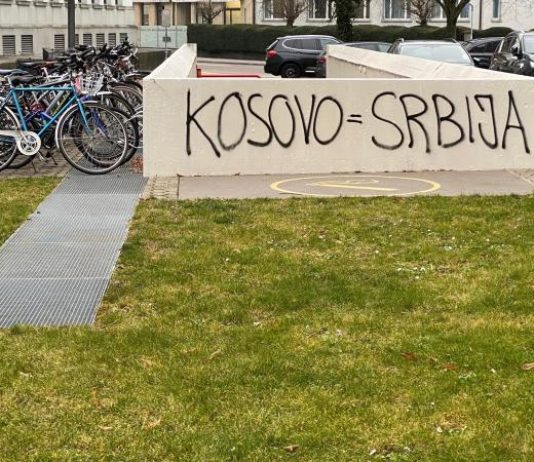 KOSOVO = SRBIJA